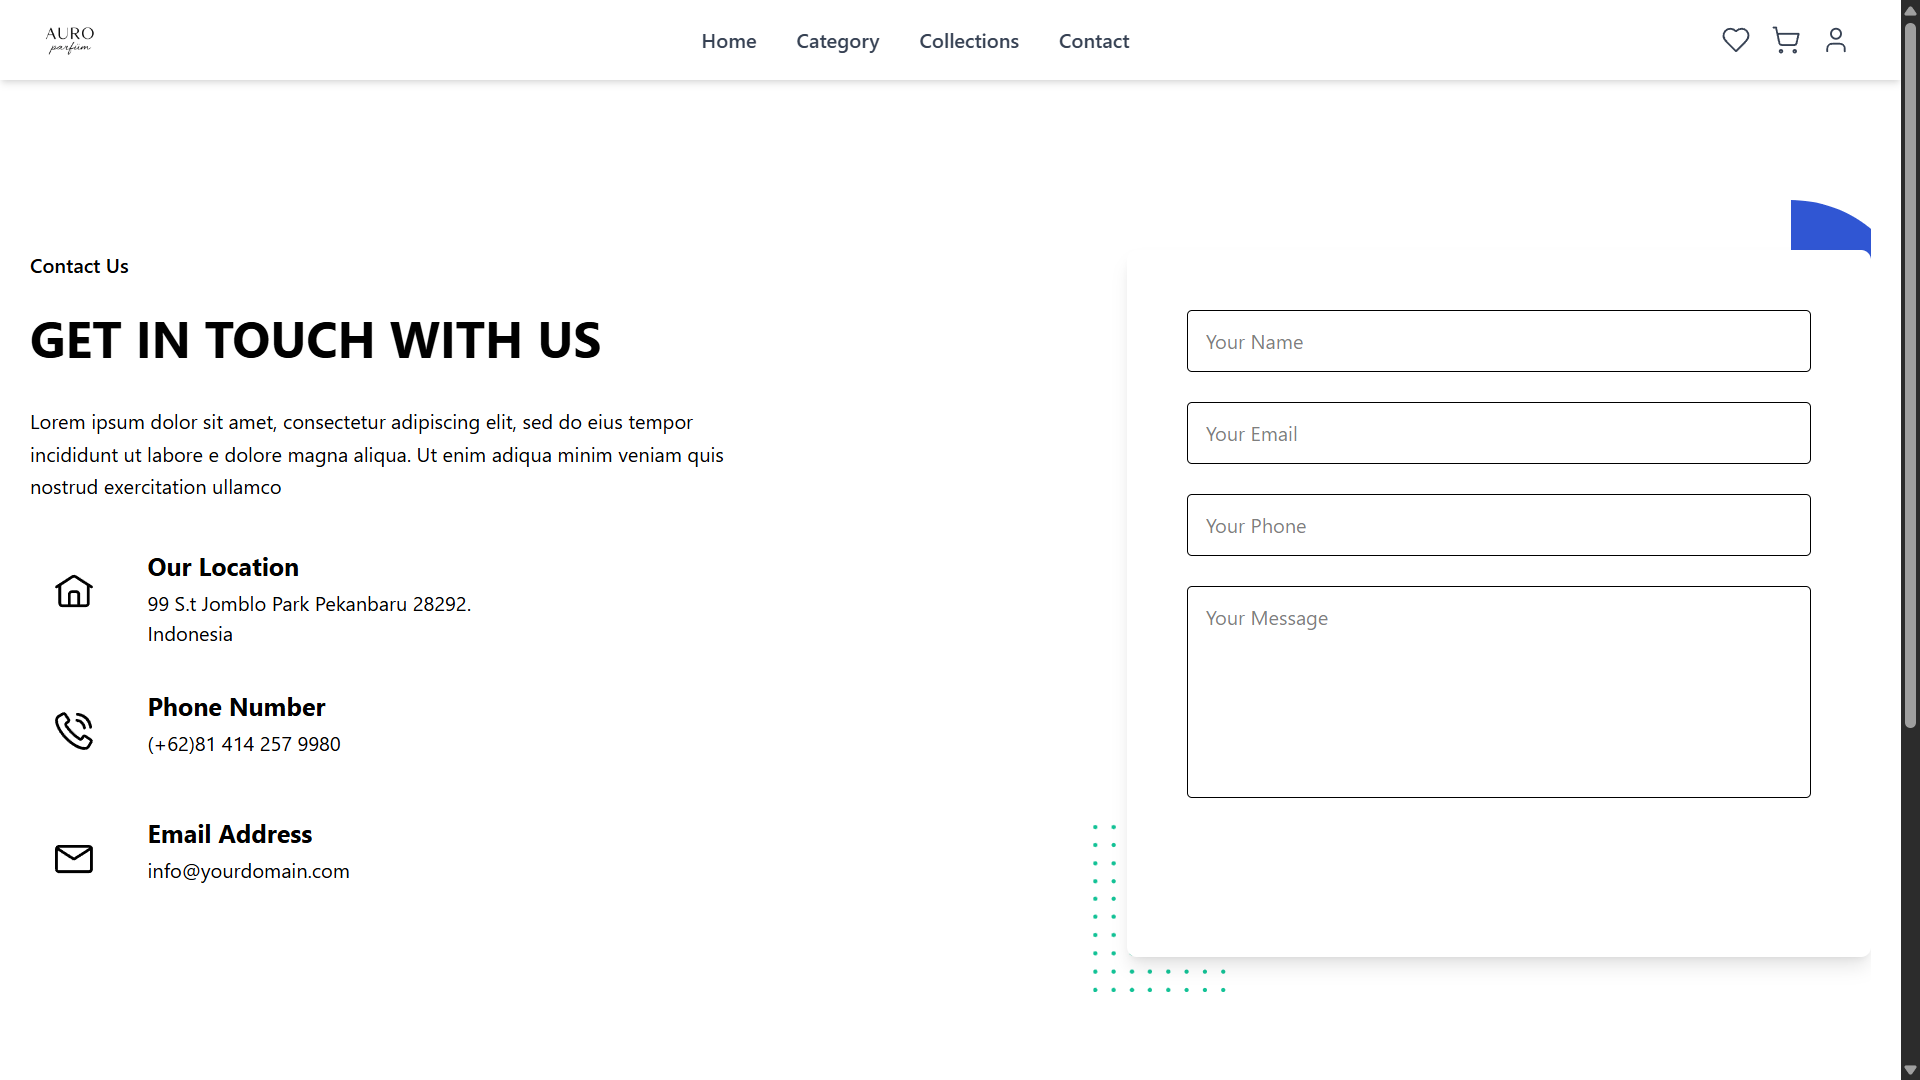 AURO
parfum
Home
Category
Collections
Contact
Contact Us
GET IN TOUCH WITH US
Lorem ipsum dolor sit amet, consectetur adipiscing elit, sed do eius tempor
incididunt ut labore e dolore magna aliqua. Ut enim adiqua minim veniam quis
nostrud exercitation ullamco
Our Location
99 S.t Jomblo Park Pekanbaru 28292.
Indonesia
Phone Number
(+62)81 414 257 9980
Email Address
info@yourdomain.com
Your Name
Your Email
Your Phone
Your Message